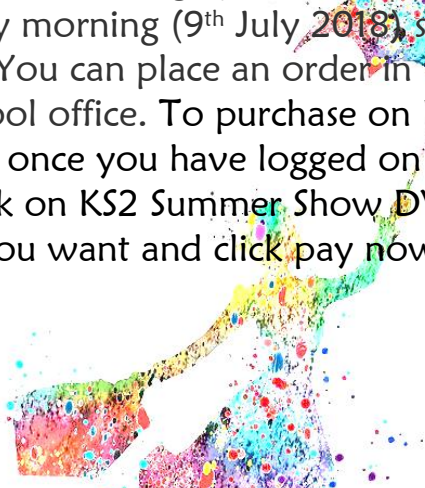 y morning (9th July 2018), s
You can place an order in
ool office. To purchase on
once you have logged on
k on KS2 Summer Show DV
ou want and click pay now